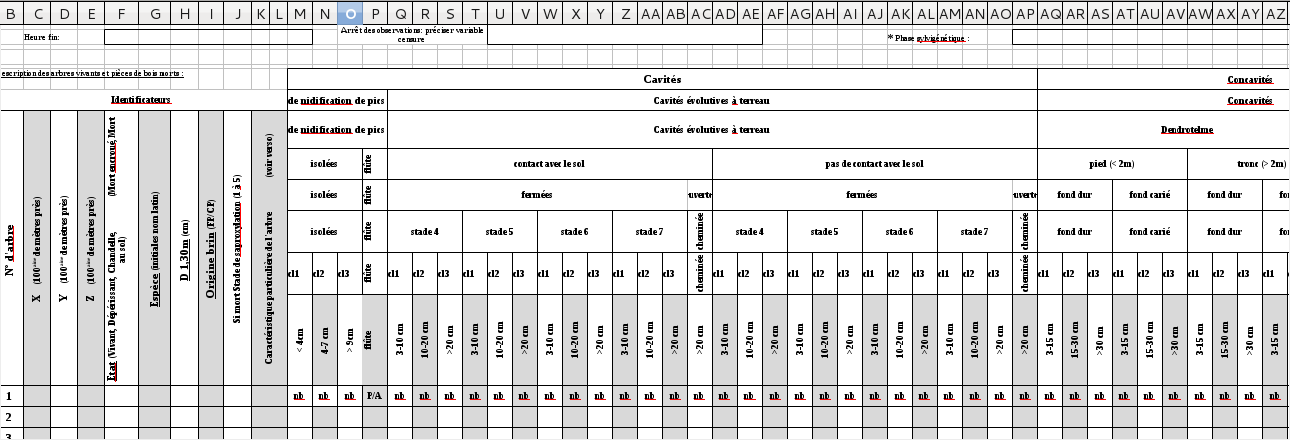 B C D E F G H I J K L M N O P Q R S T U V W X Y Z AA AB AC AD AE AF AG AH AI AJ AK AL AM AN AO AP AQ AR AS AT AU AV AW AX AY AZ
Heure fin:
Arrêt des observations: préciser variable
censure
* Phase sylvigénétique :
escription des arbres vivants et pièces de bois morts :
Cavités
Concavités
Identificateurs
de nidification de pics
Cavités évolutives à terreau
Concavités
de nidification de pics
Cavités évolutives à terreau
Dendrotelme
isolées flûte contact avec le sol pas de contact avec le sol pied (< 2m) tronc (> 2m)
isolées flûte fermées uverte fermées uverte fond dur fond carié fond dur fo
isolées flûte stade 4 stade 5 stade 6 stade 7 cheminée stade 4 stade 5 stade 6 stade 7 cheminée fond dur fond carié fond dur fo
N° d'arbre
X (100ème de mètres près)
Y (100ème de mètres près)
Z (100ème de mètres près)
Etat (Vivant, Dépérissant, Chandelle, (Mort encroué, Mort
au sol)
Espèce (initiales nom latin)
D 1,30m (cm)
Origine brin (FP/CP)
Si mort Stade de saproxylation (1 à 5)
Caractéristique particulière de l'arbre (voir verso)
cl1 cl2 cl3 flûte cl1 cl2 cl3 cl1 cl2 cl3 cl1 cl2 cl3 cl1 cl2 cl3 cheminée cl1 cl2 cl3 cl1 cl2 cl3 cl1 cl2 cl3 cl1 cl2 cl3 cheminée cl1 cl2 cl3 cl1 cl2 cl3 cl1 cl2 cl3 cl1
< 4cm 4-7 cm > 9cm flûte 3-10 cm 10-20 cm >20 cm 3-10 cm 10-20 cm >20 cm 3-10 cm 10-20 cm >20 cm 3-10 cm 10-20 cm >20 cm >20 cm 3-10 cm 10-20 cm >20 cm 3-10 cm 10-20 cm >20 cm 3-10 cm 10-20 cm >20 cm 3-10 cm 10-20 cm >20 cm >20 cm 3-15 cm 15-30 cm >30 cm 3-15 cm 15-30 cm >30 cm 3-15 cm 15-30 cm >30 cm 3-15 cm
1 nb nb nb P/A nb nb nb nb nb nb nb nb nb nb nb nb nb nb nb nb nb nb nb nb nb nb nb nb nb nb nb nb nb nb nb nb nb nb nb nb
2
3